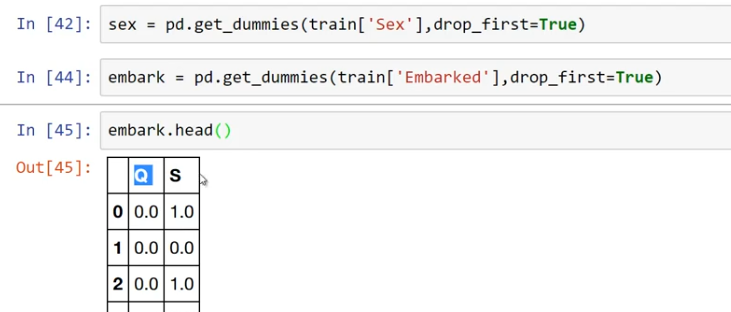 In [42]: sex = pd.get_dummies(train['Sex'],drop_first=True)
In [44]: embark = pd.get_dummies(train['Embarked'],drop_first=True)
In [45]: embark.head()
Out[45]:
Q S
0 0.0 1.0
1 0.0 0.0
2 0.0 1.0